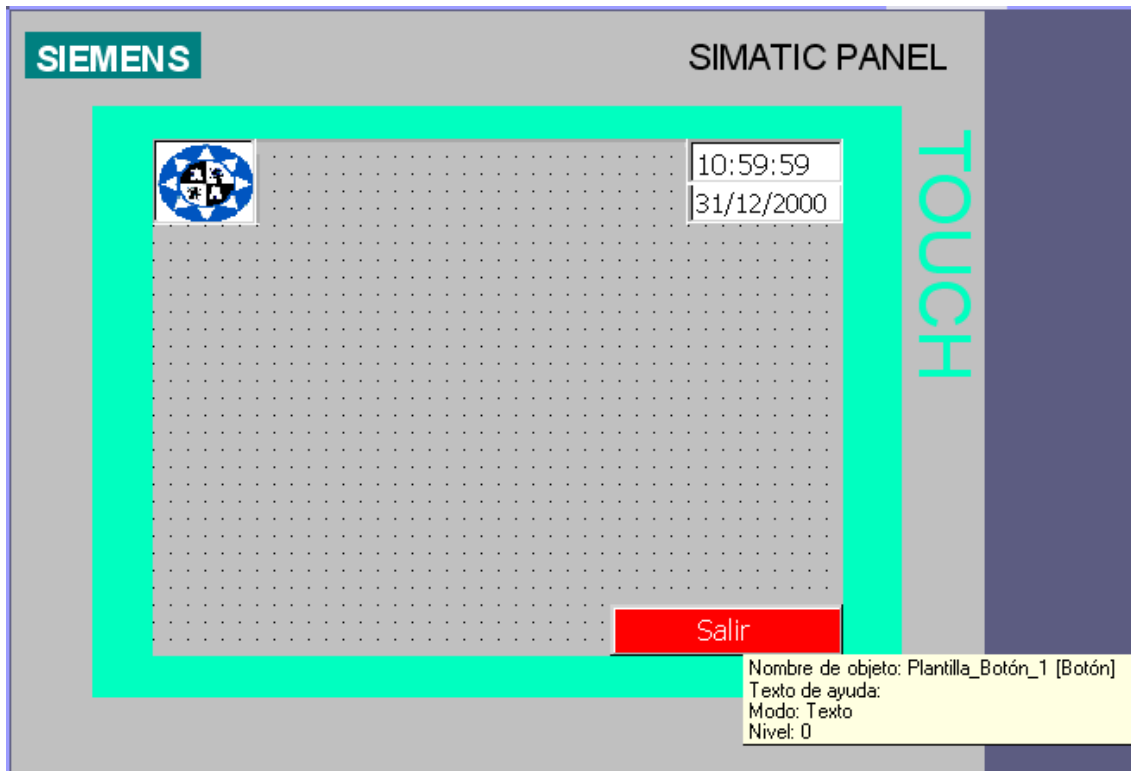 SIEMENS
SIMATIC PANEL
TOUCH
10:59:59
31/12/2000
Salir
Nombre de objeto: Plantilla_Botón_1 [Botón]
Texto de ayuda:
Modo: Texto
Nivel: 0